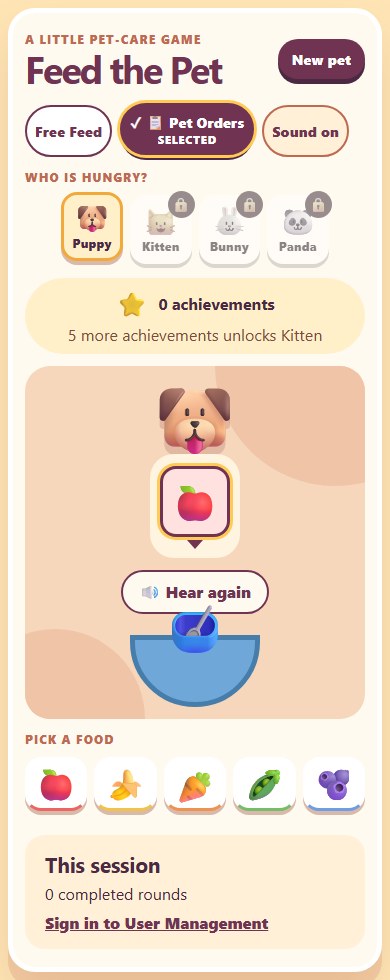 A LITTLE PET-CARE GAME
Feed the Pet
New pet
Free Feed
✓ 📋 Pet Orders
SELECTED
Sound on
WHO IS HUNGRY?
Puppy
Kitten
Bunny
Panda
0 achievements
5 more achievements unlocks Kitten
Hear again
PICK A FOOD
This session
0 completed rounds
Sign in to User Management